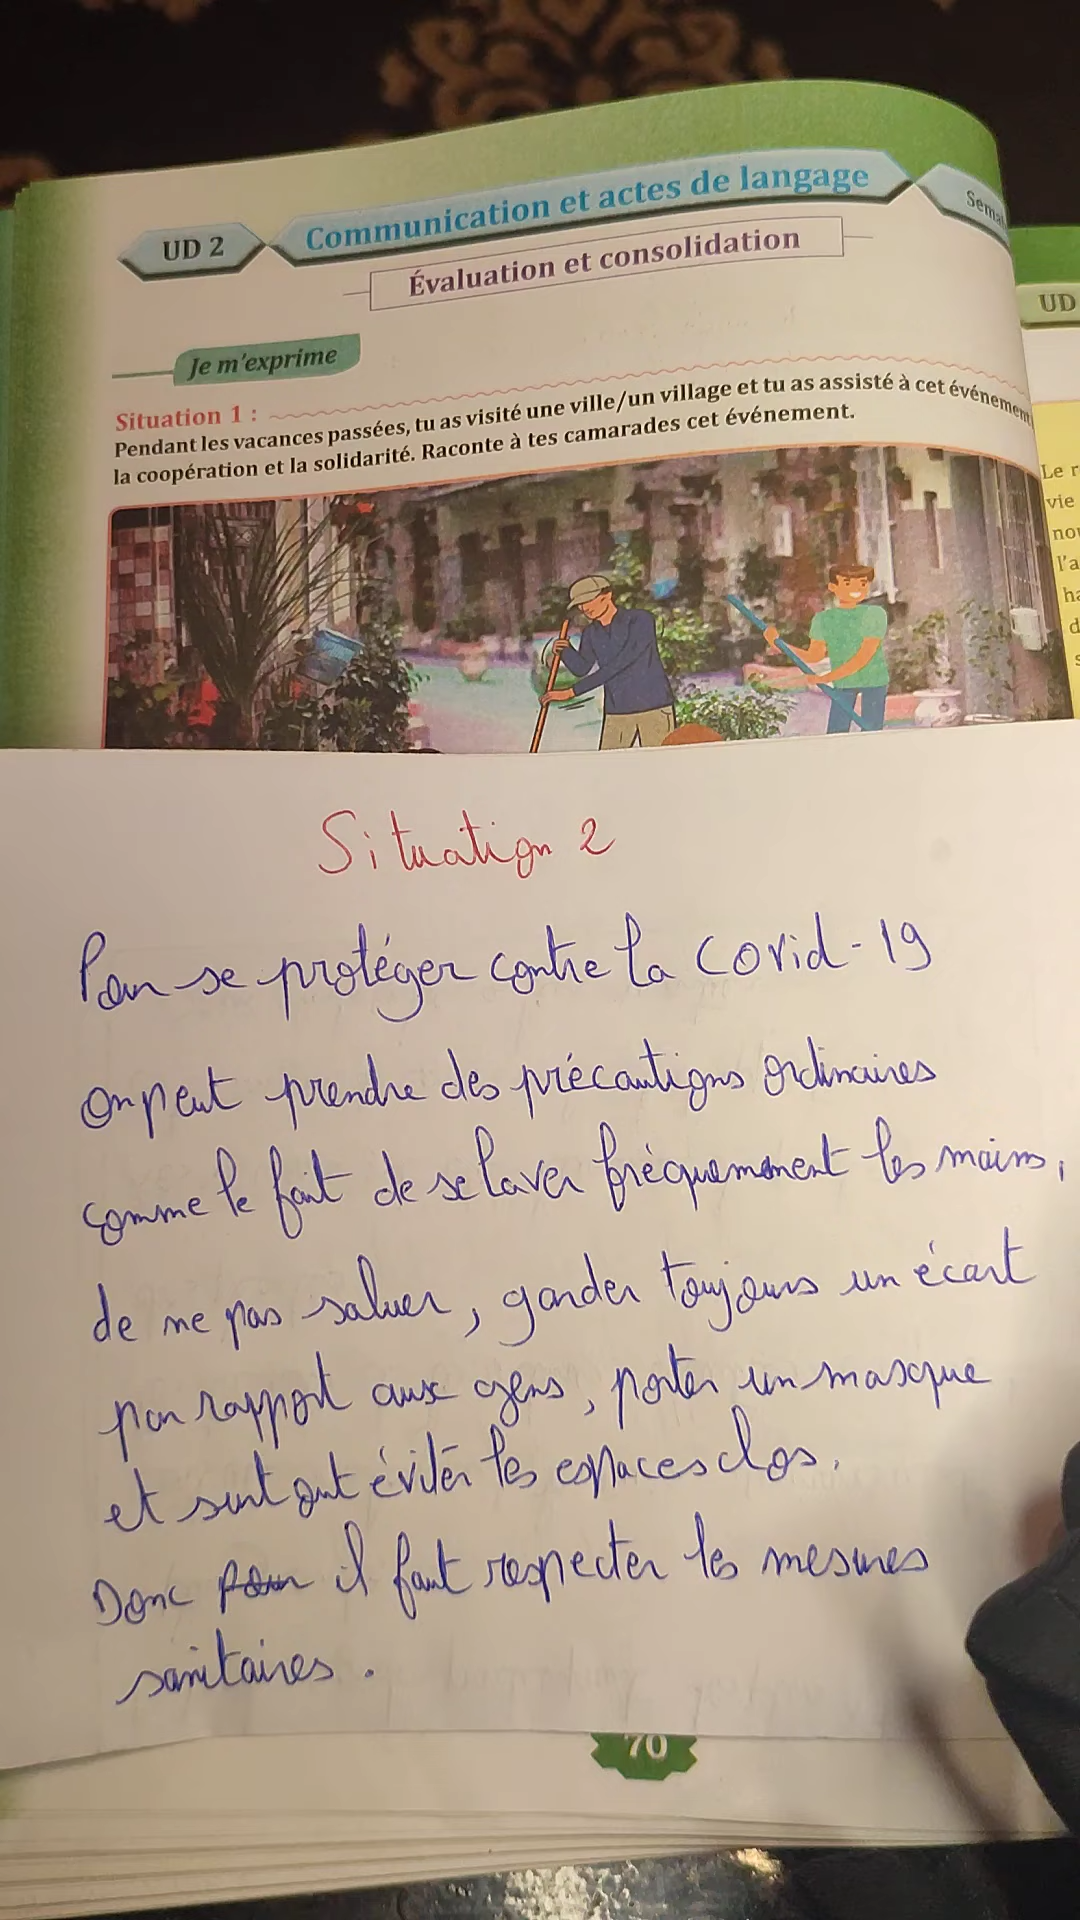 UD 2
Communication et actes de langage
Évaluation et consolidation
Je m'exprime
Situation 1 :
Pendant les vacances passées, tu as visité une ville/un village et tu as assisté à cet événement
la coopération et la solidarité. Raconte à tes camarades cet événement.
UD
Le r
vie
l'a
Situation 2
Pour se protéger contre la Covid-19
on peut prendre des précautions ordinaires
comme le fait de se laver fréquemment les mains,
de ne pas saluer, garder toujours un écart
par rapport aux gens, porter un masque
et surtout éviter les espaces clos.
Donc pour il faut respecter les mesures
sanitaires.
70